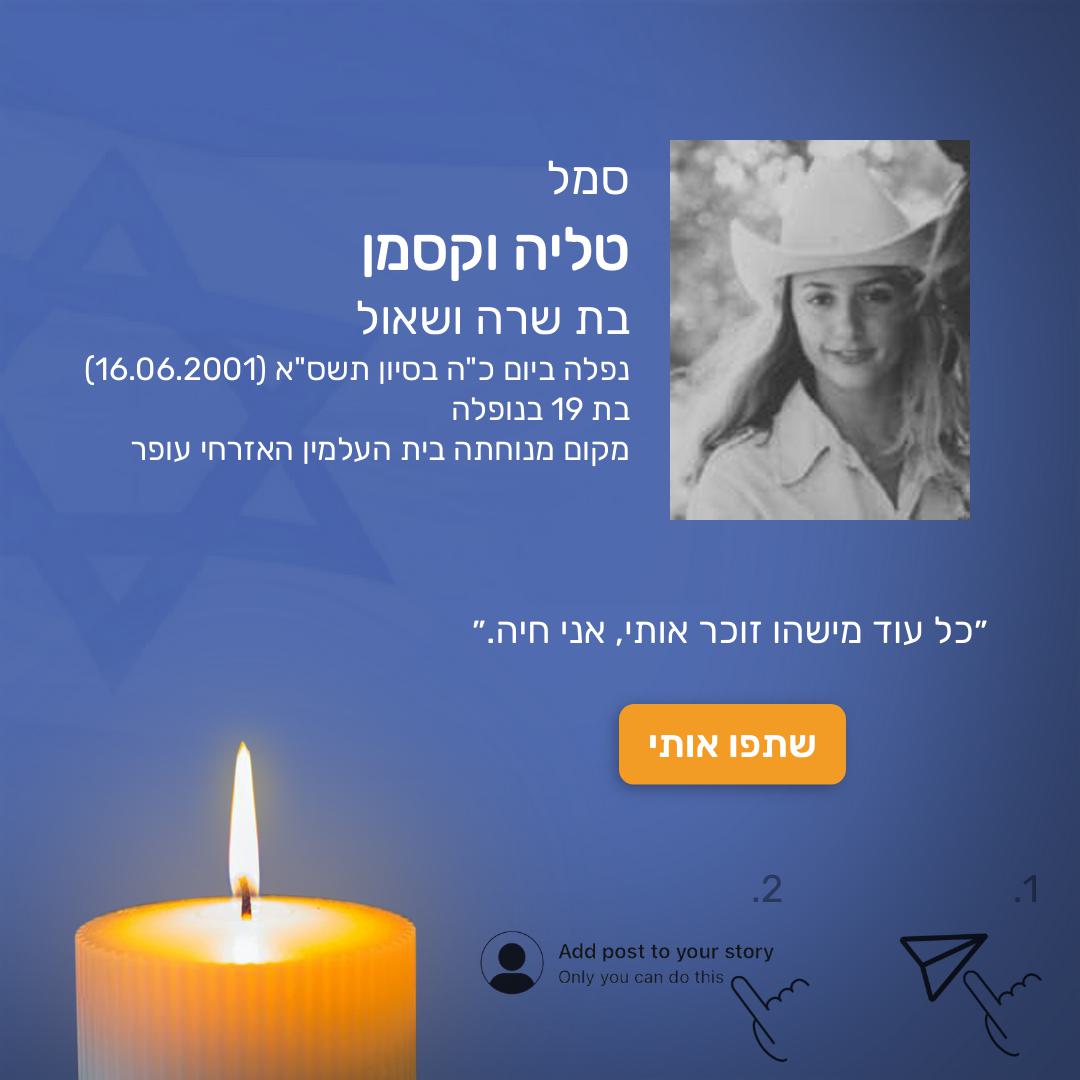 סמל
טליה וקסמן
בת שרה ושאול
נפלה ביום כ"ה בסיון תשס"א (16.06.2001)
בת 19 בנופלה
מקום מנוחתה בית העלמין האזרחי עופר
״כל עוד מישהו זוכר אותי, אני חיה.״
שתפו אותי
1.
2.
Add post to your story
Only you can do this